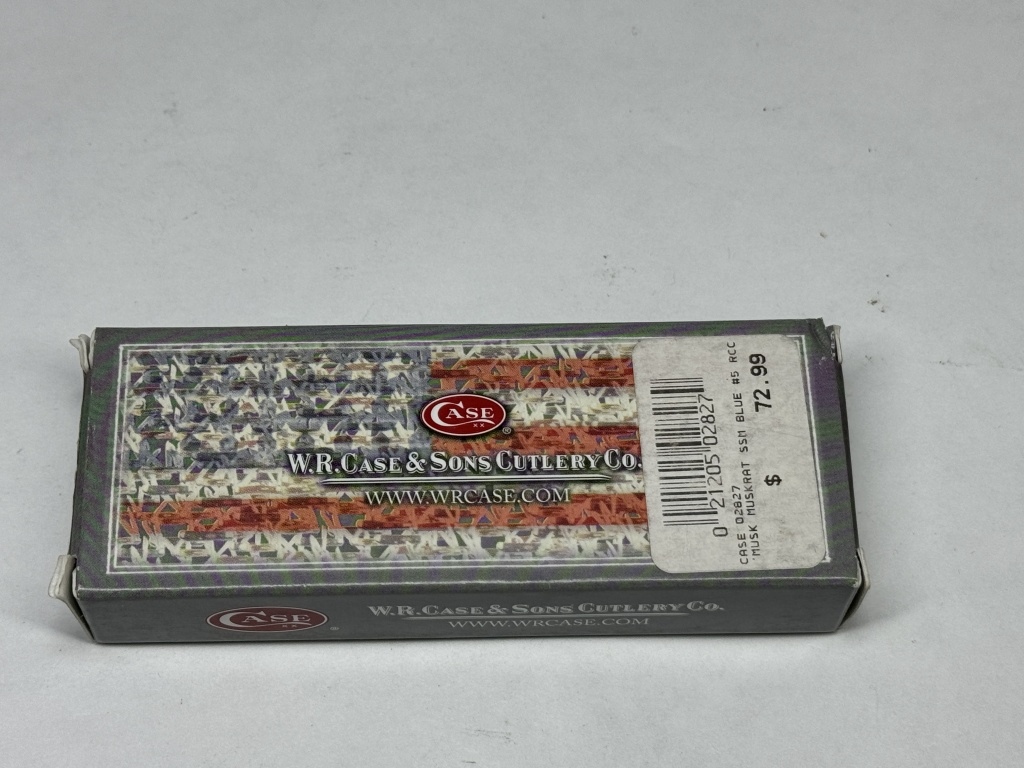 CASE
XX
®
W.R. CASE & SONS CUTLERY CO.
WWW.WRCASE.COM
0 21205 02827
CASE 02827
MUSK MUSKRAT SSM BLUE #5 RCC
$ 72.99
CASE
XX
®
W.R. CASE & SONS CUTLERY CO.
WWW.WRCASE.COM